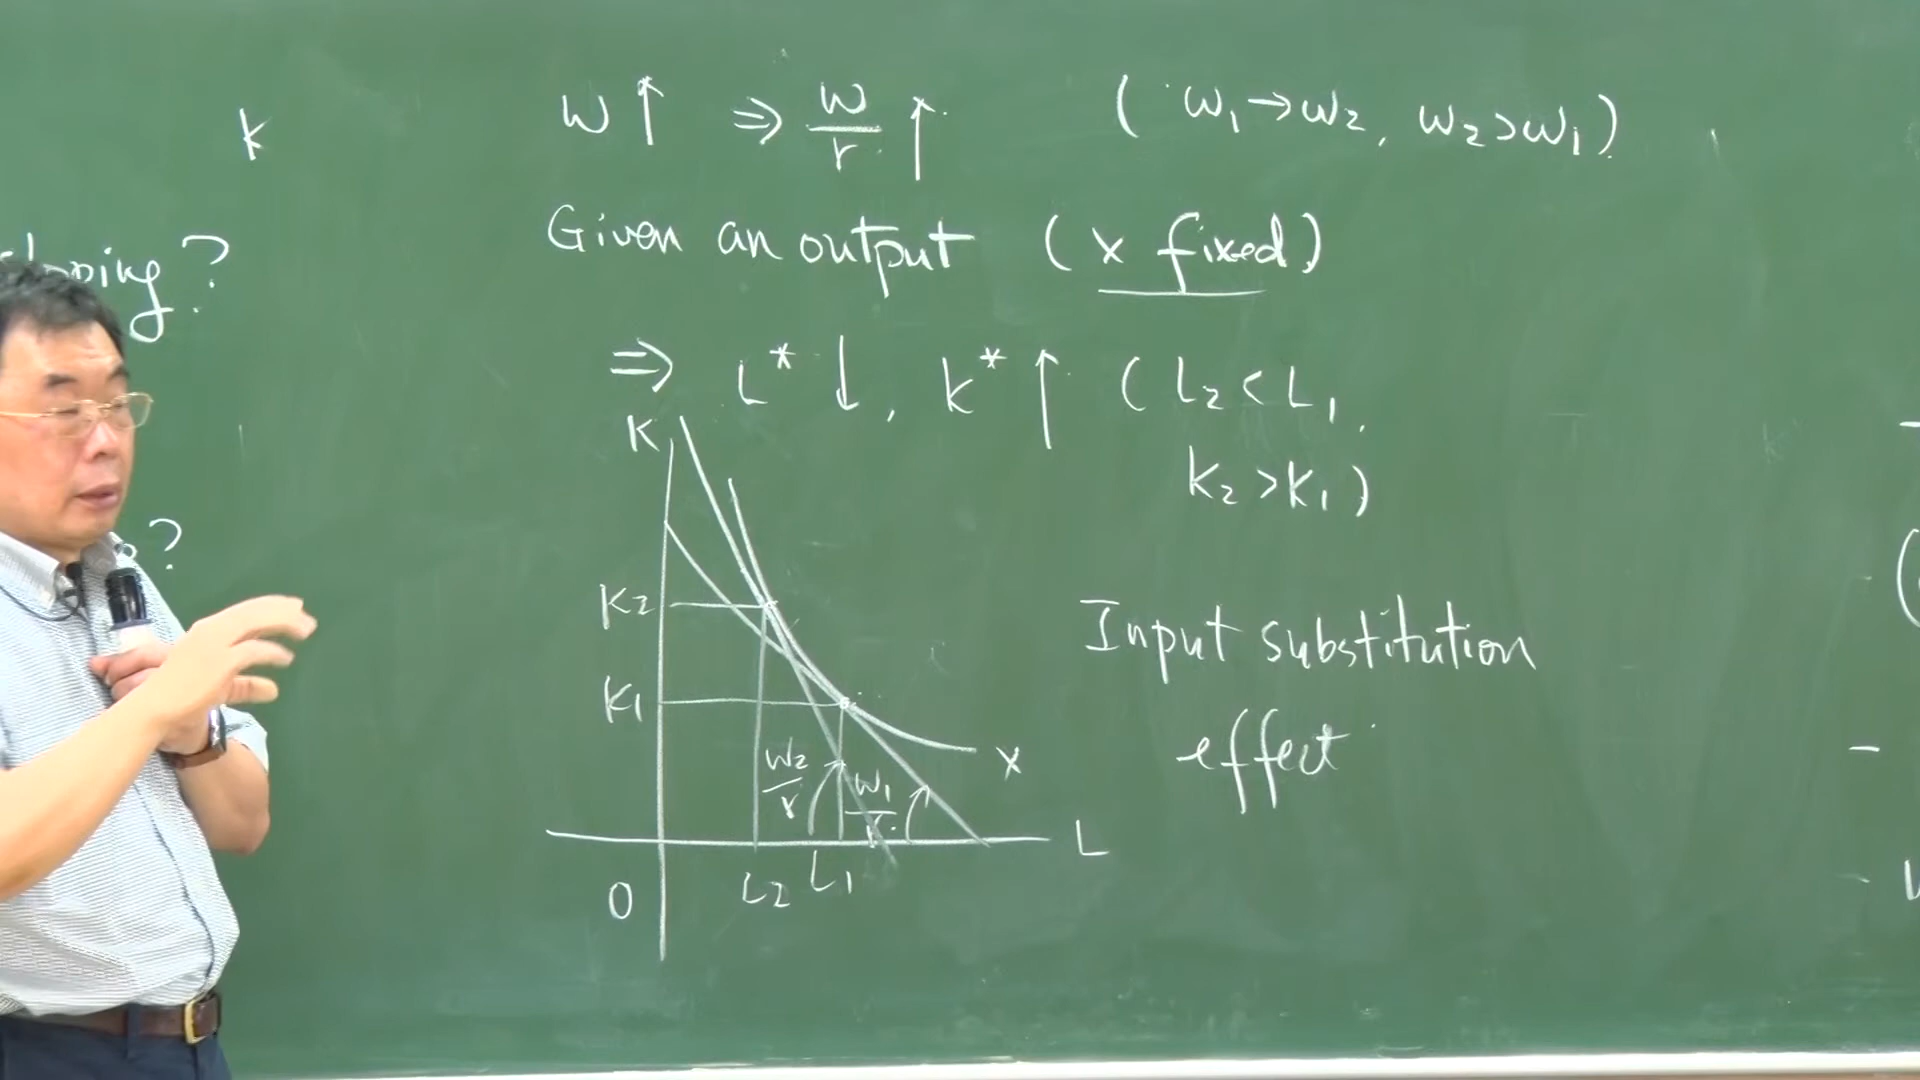 k
w↑ ⇒ w/r ↑ ( w₁→w₂, w₂>w₁ )
Given an output ( x fixed )
?
⇒ L* ↓, k* ↑ ( L₂<L₁,
k₂>k₁ )
K
?
K₂
Input substitution
effect
K₁
w₂/r
w₁/r
x
L
O
L₂ L₁